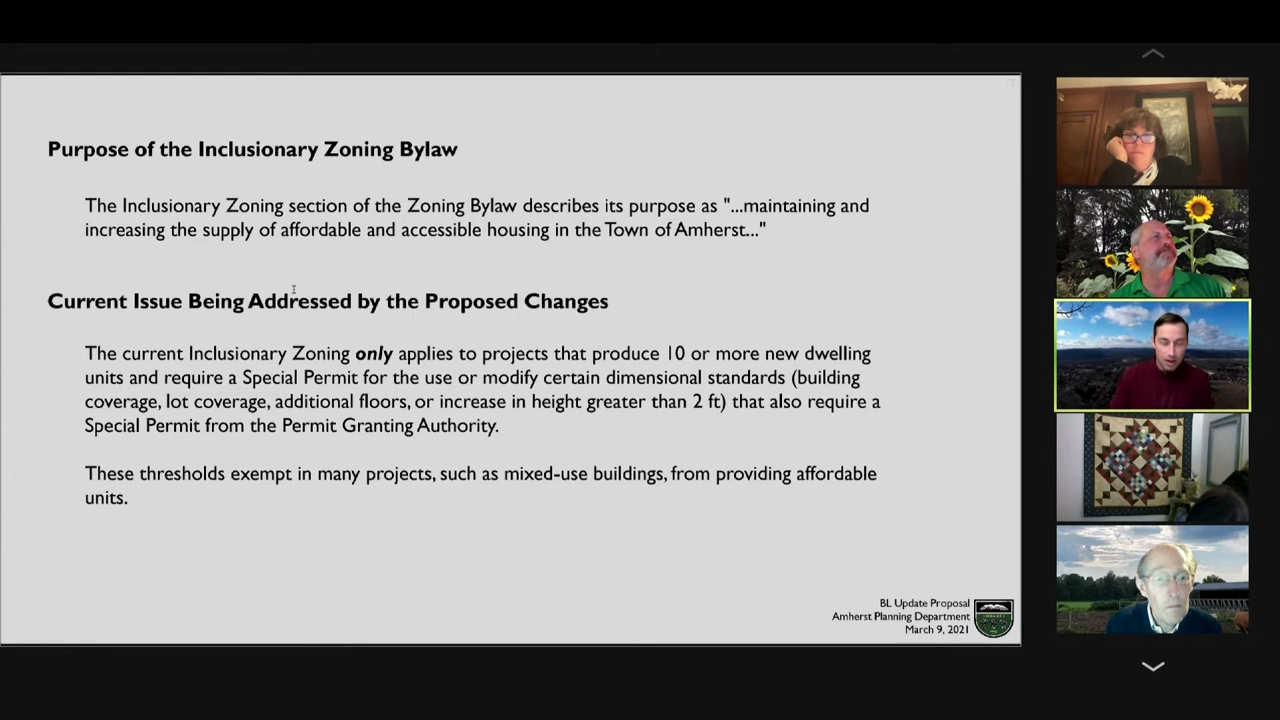 Purpose of the Inclusionary Zoning Bylaw
The Inclusionary Zoning section of the Zoning Bylaw describes its purpose as "...maintaining and
increasing the supply of affordable and accessible housing in the Town of Amherst..."
Current Issue Being Addressed by the Proposed Changes
The current Inclusionary Zoning only applies to projects that produce 10 or more new dwelling
units and require a Special Permit for the use or modify certain dimensional standards (building
coverage, lot coverage, additional floors, or increase in height greater than 2 ft) that also require a
Special Permit from the Permit Granting Authority.
These thresholds exempt in many projects, such as mixed-use buildings, from providing affordable
units.
BL Update Proposal
Amherst Planning Department
March 9, 2021